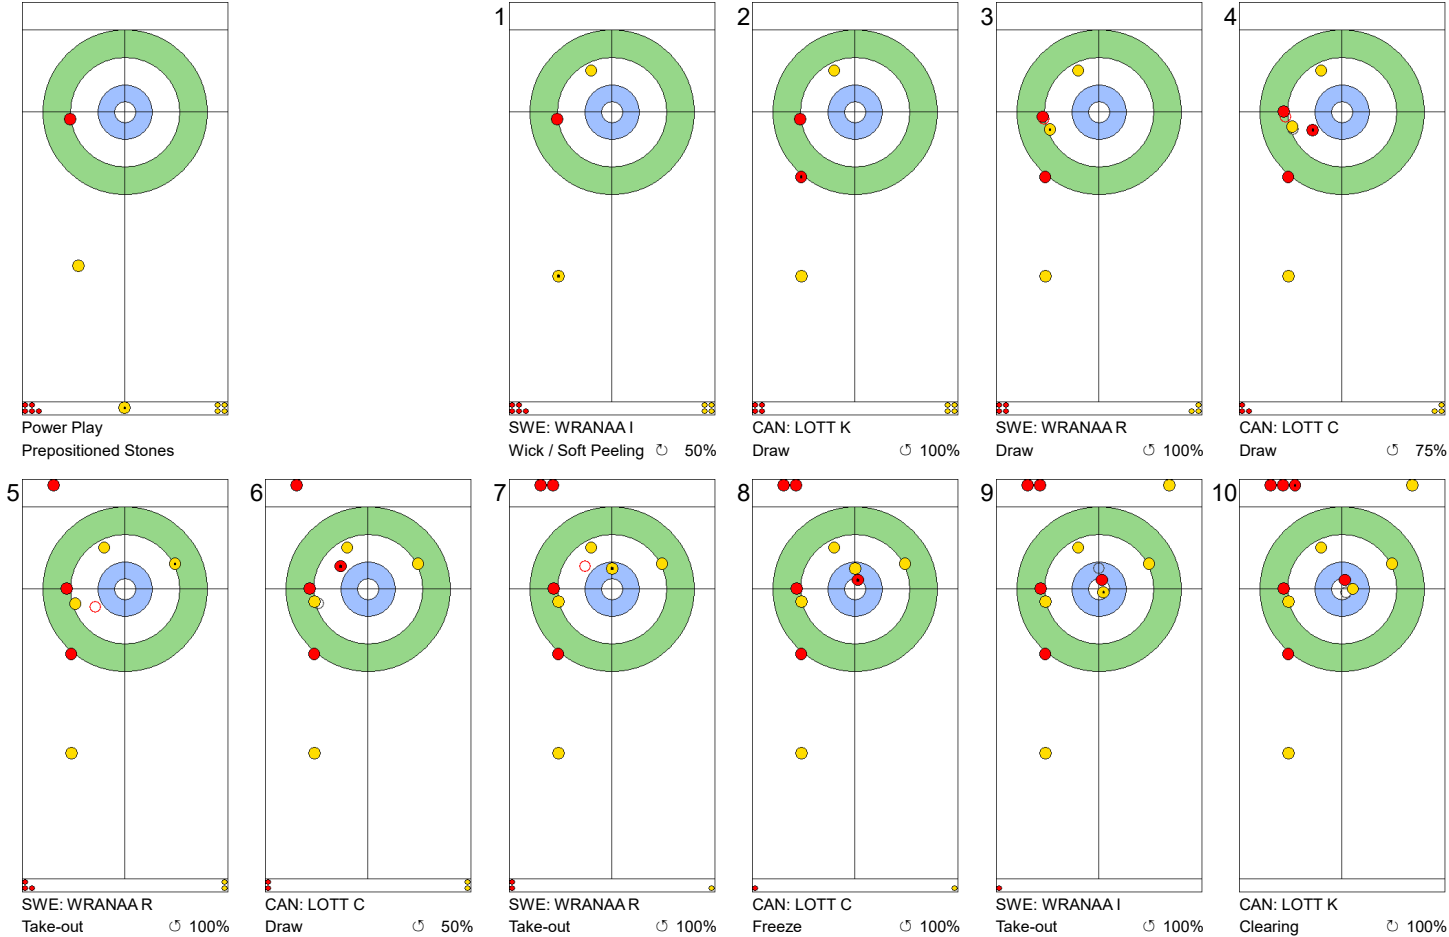 Power Play
Prepositioned Stones
1
SWE: WRANAA I
Wick / Soft Peeling ↻ 50%
2
CAN: LOTT K
Draw ↺ 100%
3
SWE: WRANAA R
Draw ↺ 100%
4
CAN: LOTT C
Draw ↺ 75%
5
SWE: WRANAA R
Take-out ↺ 100%
6
CAN: LOTT C
Draw ↺ 50%
7
SWE: WRANAA R
Take-out ↺ 100%
8
CAN: LOTT C
Freeze ↺ 100%
9
SWE: WRANAA I
Take-out ↺ 100%
10
CAN: LOTT K
Clearing ↻ 100%